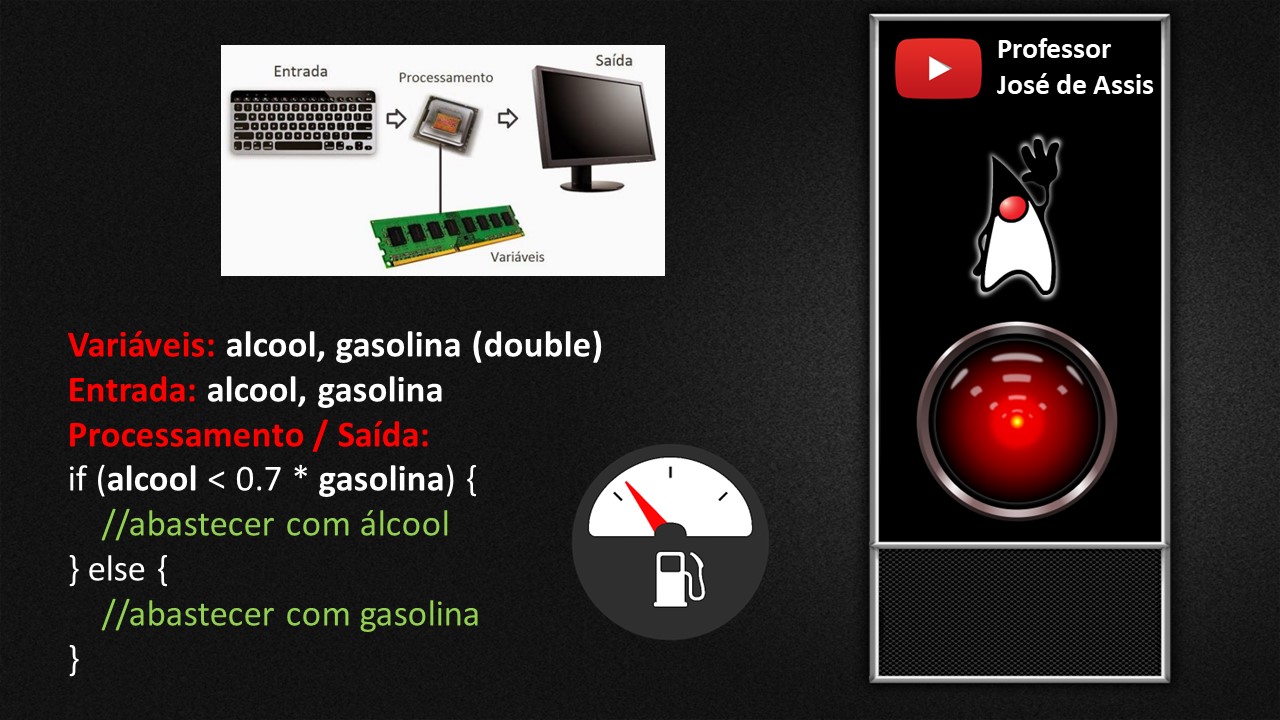 Entrada
Processamento
Saída
Variáveis
Variáveis: alcool, gasolina (double)
Entrada: alcool, gasolina
Processamento / Saída:
if (alcool < 0.7 * gasolina) {
//abastecer com álcool
} else {
//abastecer com gasolina
}
Professor
José de Assis